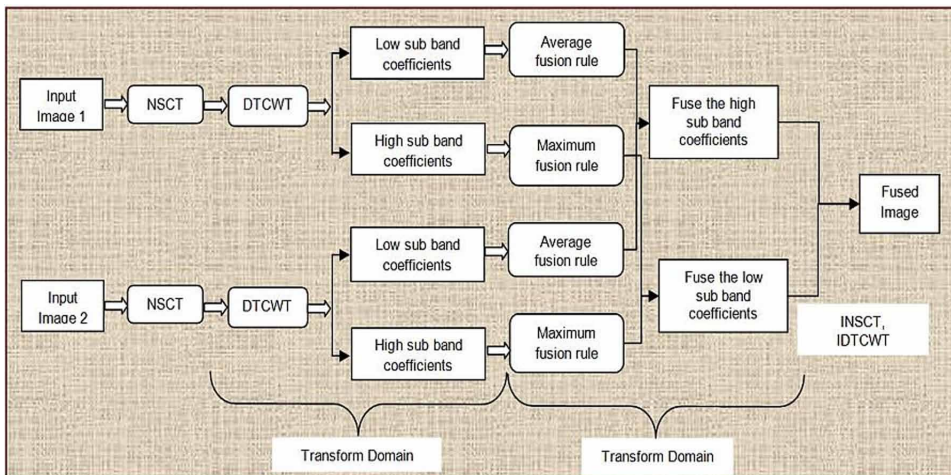 Input
Image 1
NSCT
DTCWT
Low sub band
coefficients
Average
fusion rule
High sub band
coefficients
Maximum
fusion rule
Fuse the high
sub band
coefficients
Fused
Image
Input
Image 2
NSCT
DTCWT
Low sub band
coefficients
Average
fusion rule
High sub band
coefficients
Maximum
fusion rule
Fuse the low
sub band
coefficients
INSCT,
IDTCWT
Transform Domain
Transform Domain